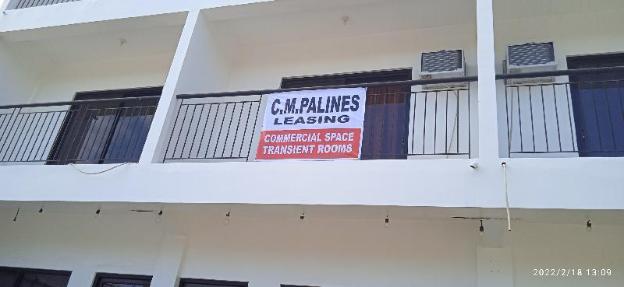 C.M.PALINES
LEASING
COMMERCIAL SPACE
TRANSIENT ROOMS
2022/2/18 13:09